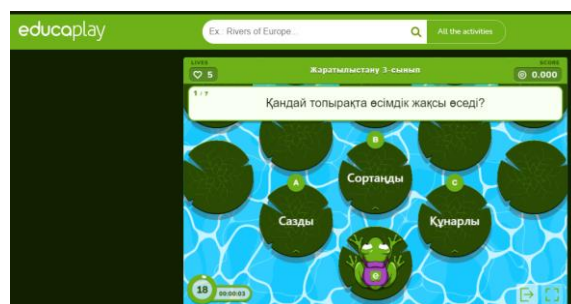 educaplay
Ex.: Rivers of Europe...
All the activities
LIVES
5
Жаратылыстану 3-сынып
SCORE
0.000
1 / 7
Қандай топырақта өсімдік жақсы өседі?
B
Сортаңды
A
Сазды
C
Құнарлы
18
00:00:03